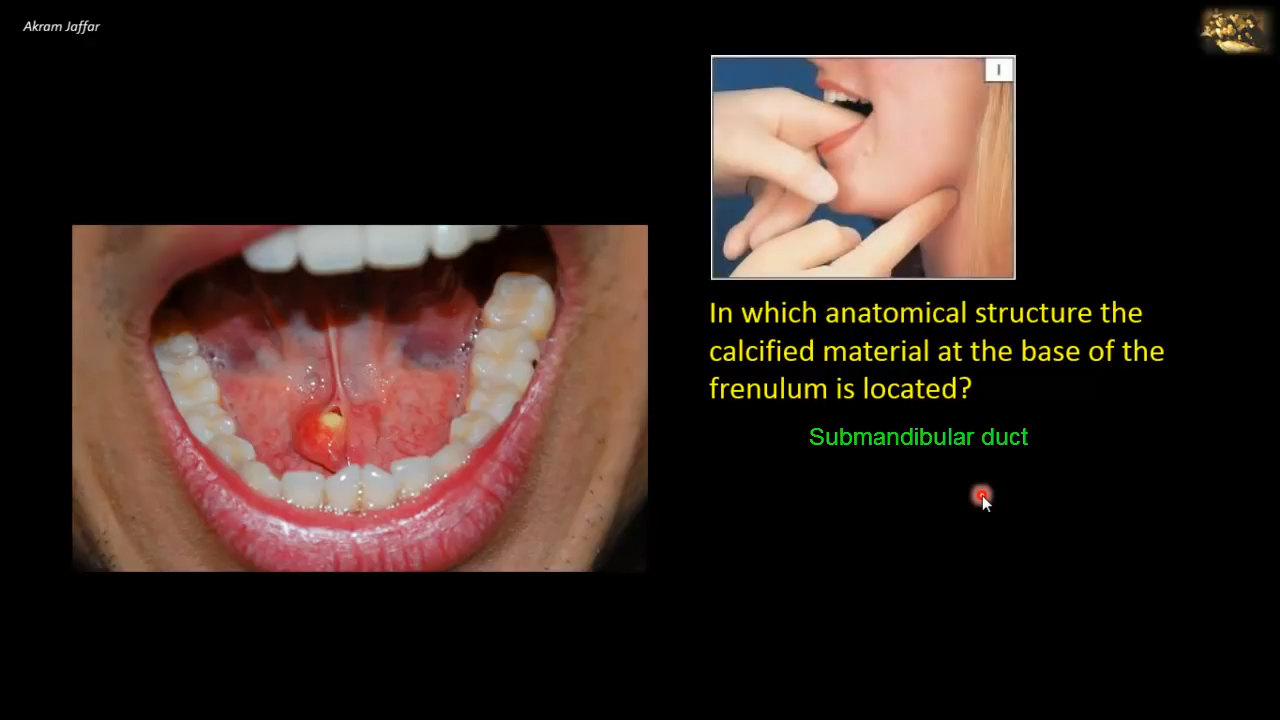 Akram Jaffar
I
In which anatomical structure the
calcified material at the base of the
frenulum is located?
Submandibular duct